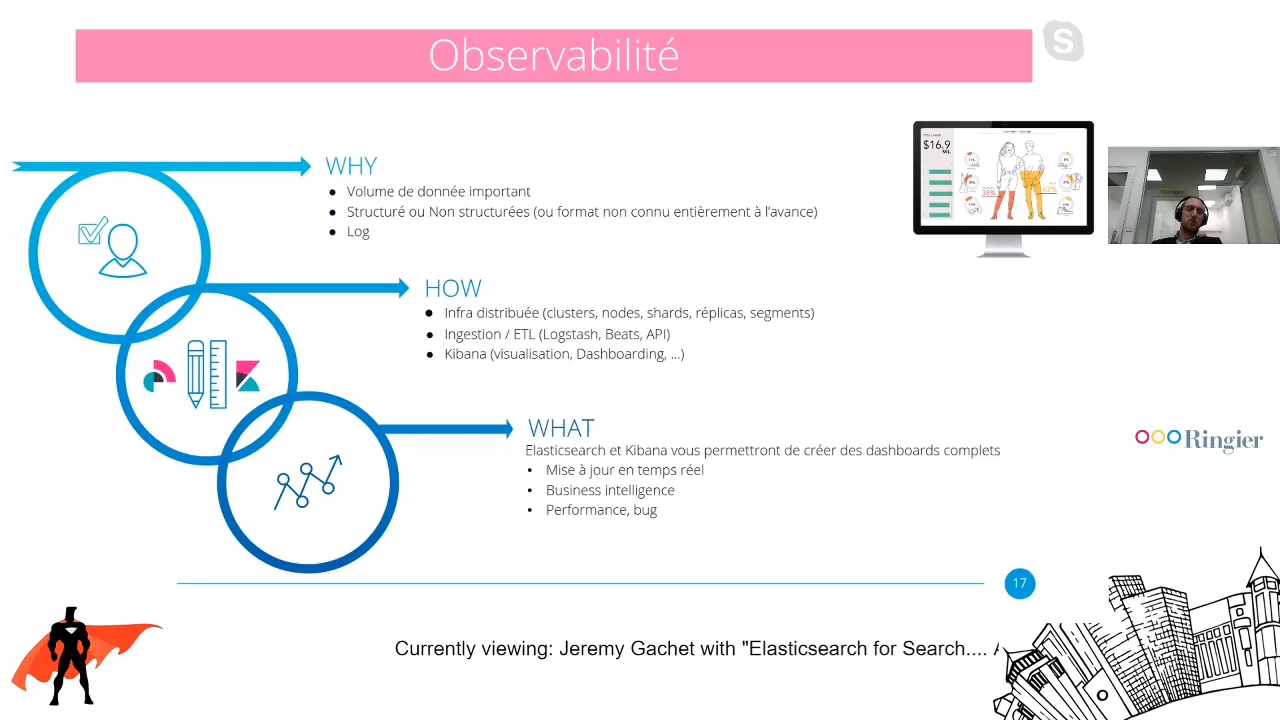 Observabilité
WHY
Volume de donnée important
Structuré ou Non structurées (ou format non connu entièrement à l'avance)
Log
$16.9
HOW
Infra distribuée (clusters, nodes, shards, réplicas, segments)
Ingestion / ETL (Logstash, Beats, API)
Kibana (visualisation, Dashboarding, ...)
WHAT
Elasticsearch et Kibana vous permettront de créer des dashboards complets
Mise à jour en temps réel
Business intelligence
Performance, bug
Ringier
17
Currently viewing: Jeremy Gachet with "Elasticsearch for Search....